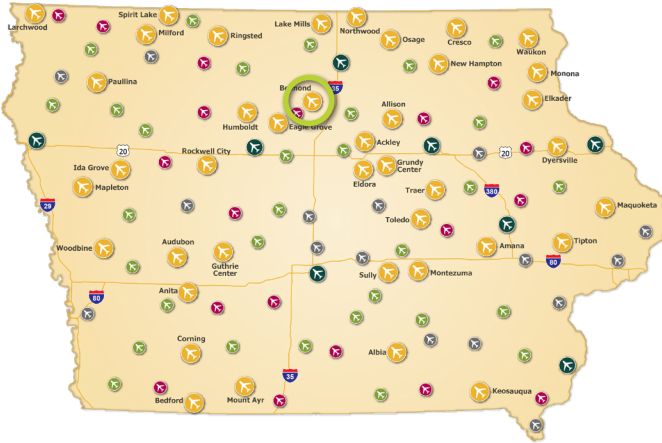 Spirit Lake
Larchwood
Milford
Ringsted
Lake Mills
Northwood
Osage
Cresco
Waukon
New Hampton
Monona
Paullina
35
Elkader
Humboldt
Eagle Grove
Allison
Ackley
20
Rockwell City
20
Dyersville
Ida Grove
Mapleton
Eldora
Grundy
Center
Traer
380
29
Maquoketa
Toledo
Woodbine
Audubon
Guthrie
Center
Amana
Tipton
80
Sully
Montezuma
Anita
80
Corning
Albia
35
Bedford
Mount Ayr
Keosauqua